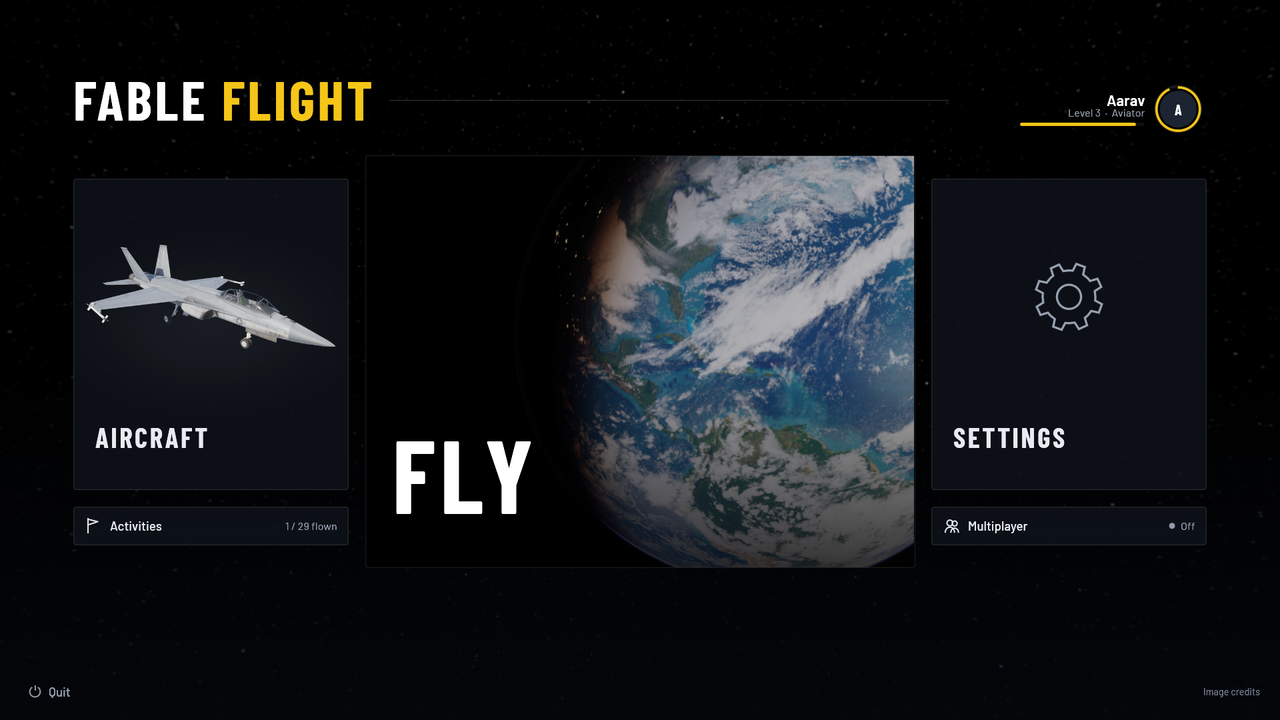 FABLE FLIGHT
Aarav
Level 3 · Aviator
A
AIRCRAFT
FLY
SETTINGS
Activities
1 / 29 flown
Multiplayer
Off
Quit
Image credits